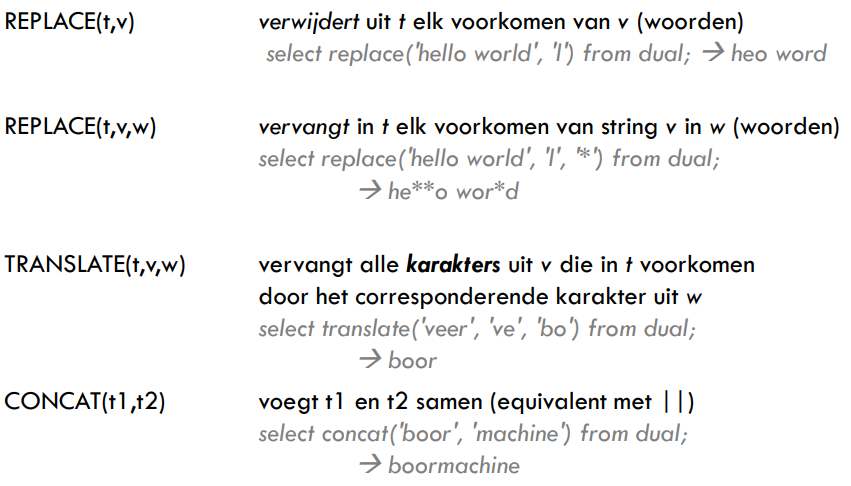 REPLACE(t,v) verwijdert uit t elk voorkomen van v (woorden)
select replace('hello world', 'l') from dual; → heo word
REPLACE(t,v,w) vervangt in t elk voorkomen van string v in w (woorden)
select replace('hello world', 'l', '*') from dual;
→ he**o wor*d
TRANSLATE(t,v,w) vervangt alle karakters uit v die in t voorkomen
door het corresponderende karakter uit w
select translate('veer', 've', 'bo') from dual;
→ boor
CONCAT(t1,t2) voegt t1 en t2 samen (equivalent met ||)
select concat('boor', 'machine') from dual;
→ boormachine